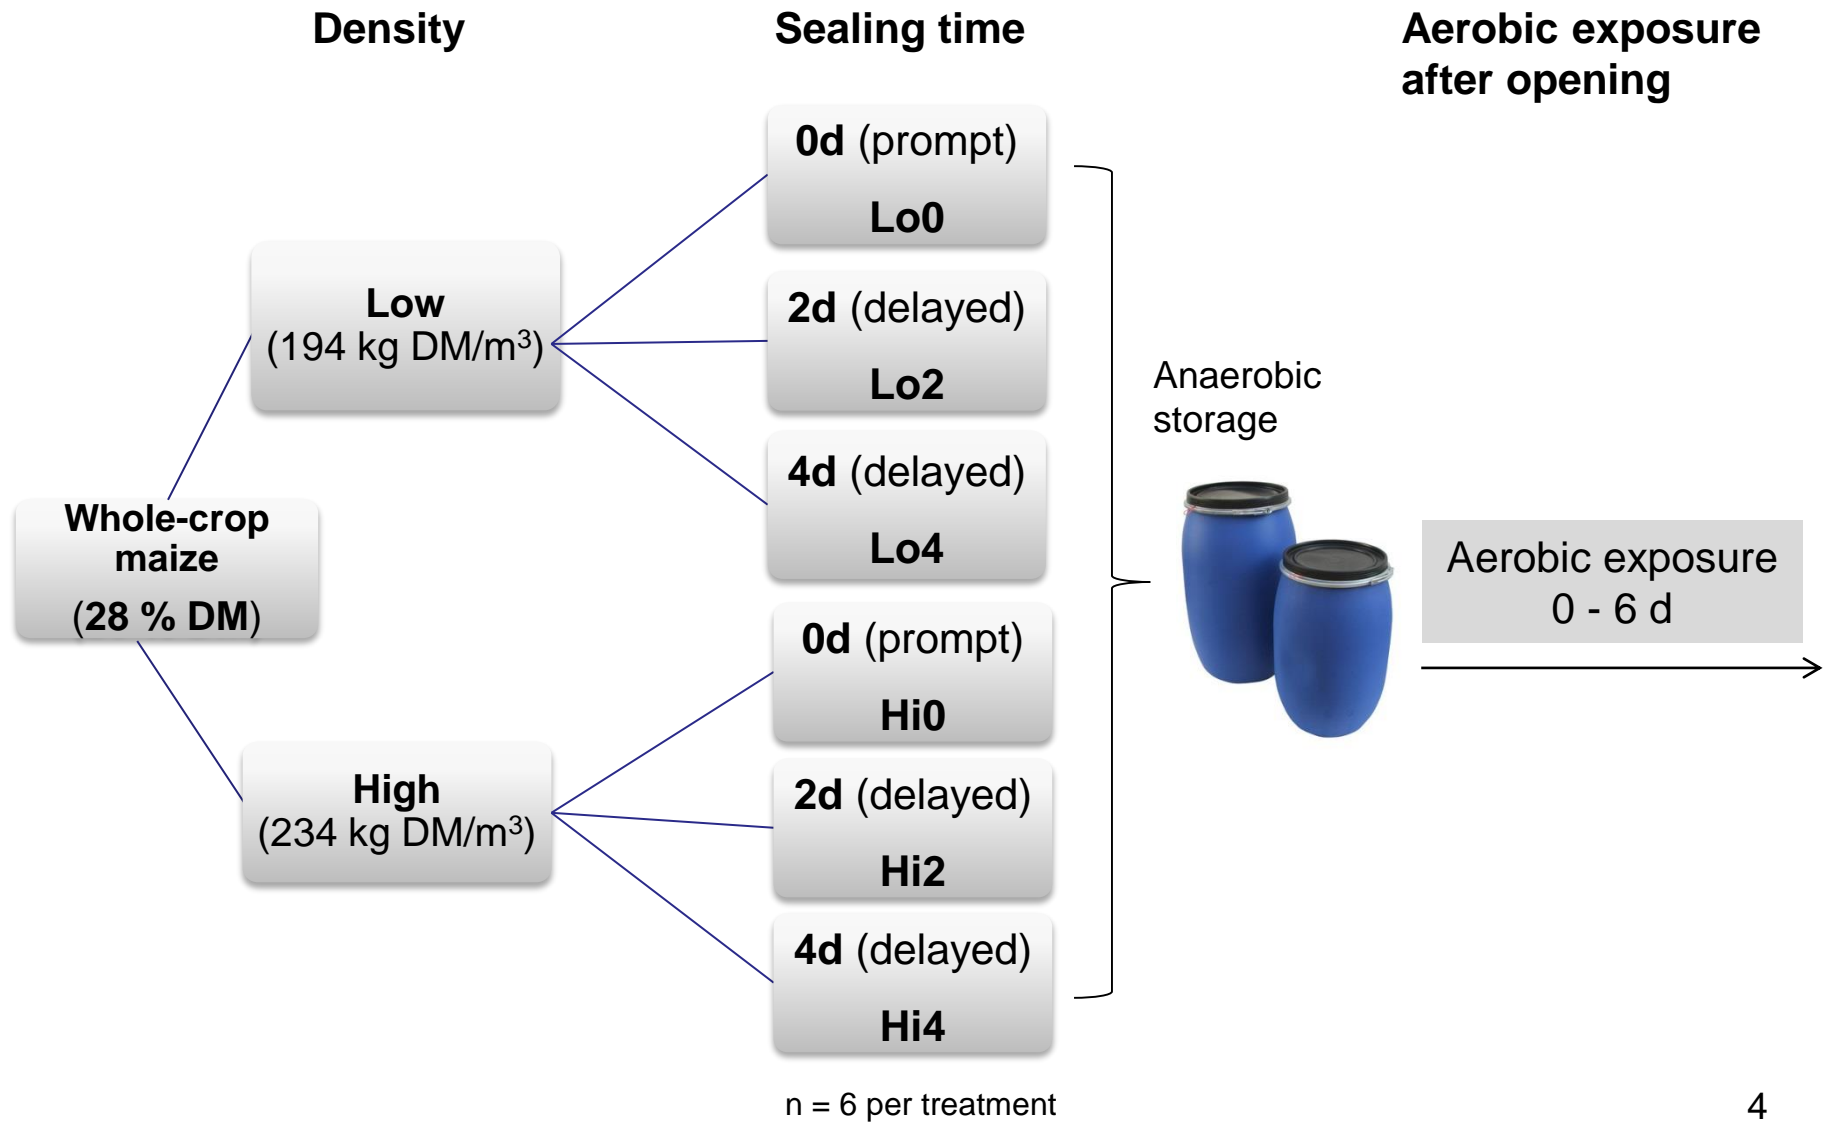 Density
Sealing time
Aerobic exposure
after opening
0d (prompt)
Lo0
2d (delayed)
Lo2
4d (delayed)
Lo4
Low
(194 kg DM/m³)
Whole-crop
maize
(28 % DM)
High
(234 kg DM/m³)
0d (prompt)
Hi0
2d (delayed)
Hi2
4d (delayed)
Hi4
Anaerobic
storage
Aerobic exposure
0 - 6 d
n = 6 per treatment
4